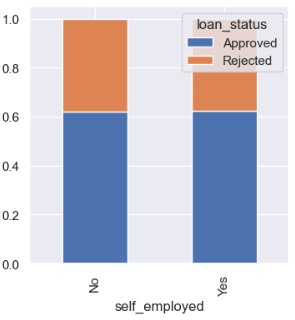 loan_status
Approved
Rejected
1.0
0.8
0.6
0.4
0.2
0.0
No
Yes
self_employed